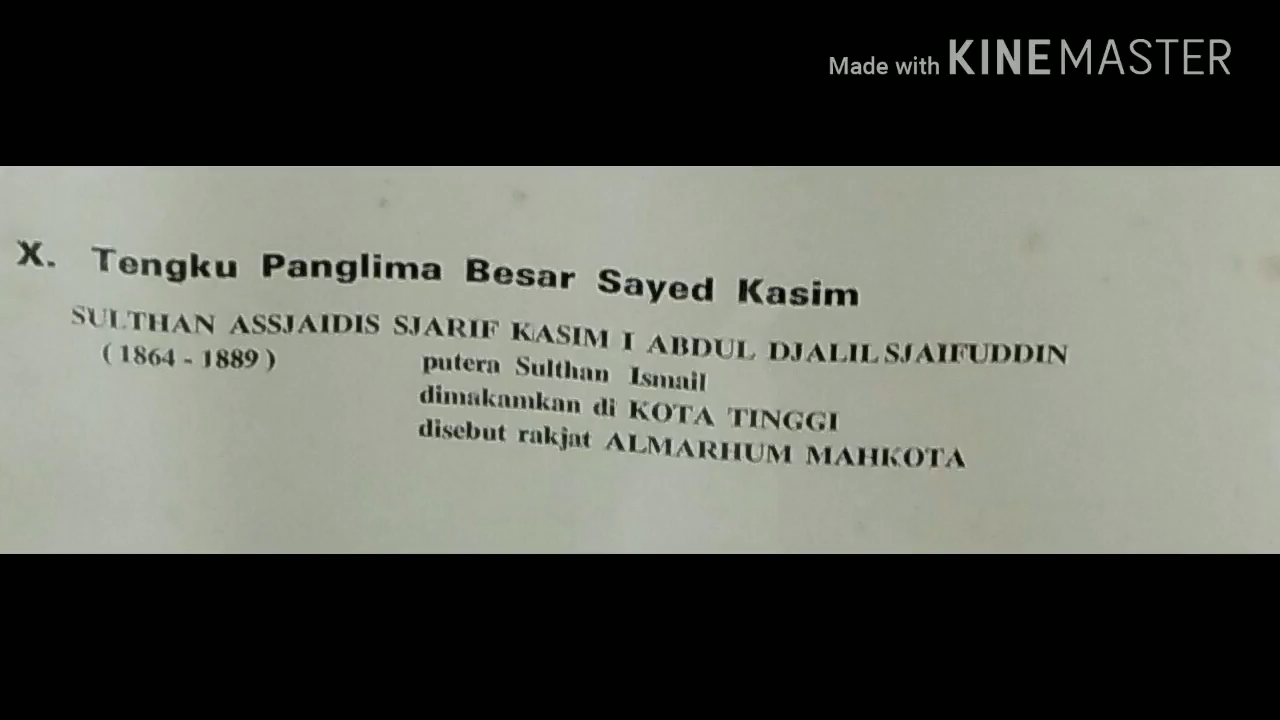 Made with KINEMASTER
X. Tengku Panglima Besar Sayed Kasim
SULTHAN ASSJAIDIS SJARIF KASIM I ABDUL DJALIL SJAIFUDDIN
( 1864 - 1889 ) putera Sulthan Ismail
dimakamkan di KOTA TINGGI
disebut rakjat ALMARHUM MAHKOTA